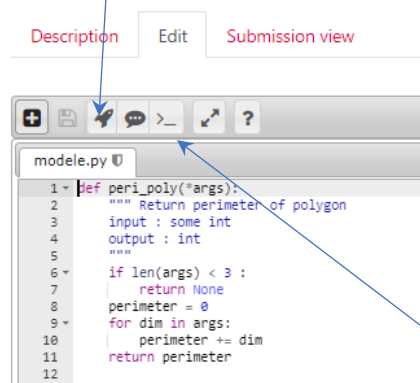 Description Edit Submission view
>_ ?
modele.py
1 def peri_poly(*args):
2 """ Return perimeter of polygon
3 input : some int
4 output : int
5 """
6 if len(args) < 3 :
7 return None
8 perimeter = 0
9 for dim in args:
10 perimeter += dim
11 return perimeter
12